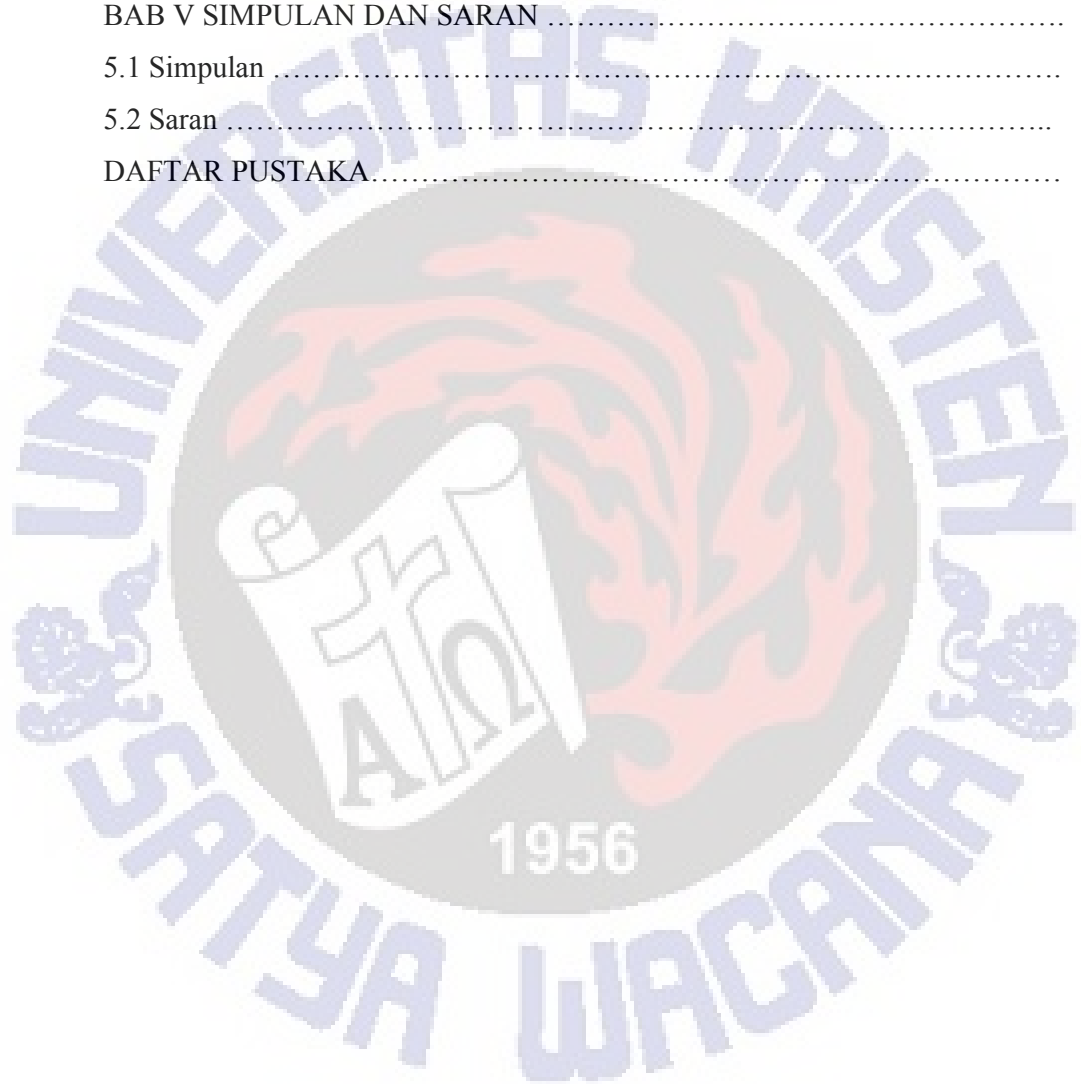 BAB V SIMPULAN DAN SARAN ……………………………………………….
5.1 Simpulan ……………………………………………………………………….
5.2 Saran …………………………………………………………………………..
DAFTAR PUSTAKA………………………………………………………………
UNIVERSITAS KRISTEN
SATYA WACANA
Α Ω
1956